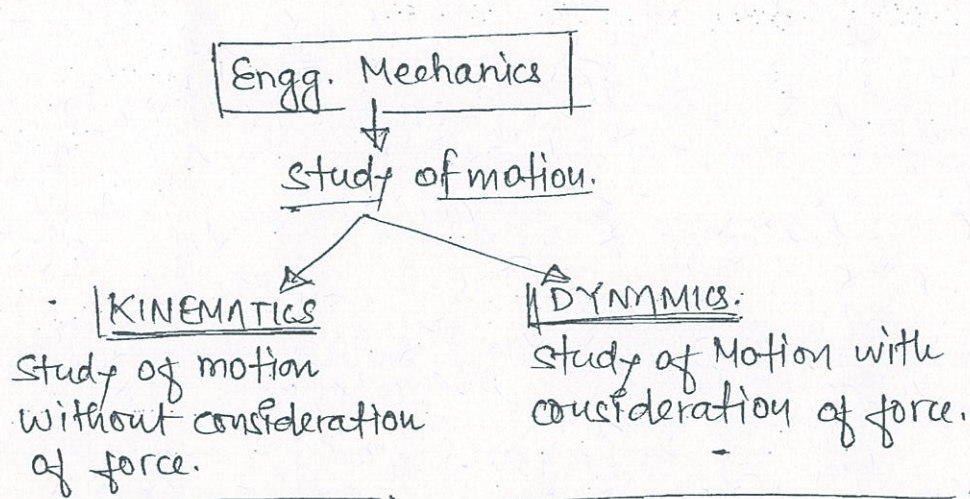 Engg. Mechanics
Study of motion.
KINEMATICS
Study of motion
without consideration
of force.
DYNAMICS.
Study of Motion with
consideration of force.